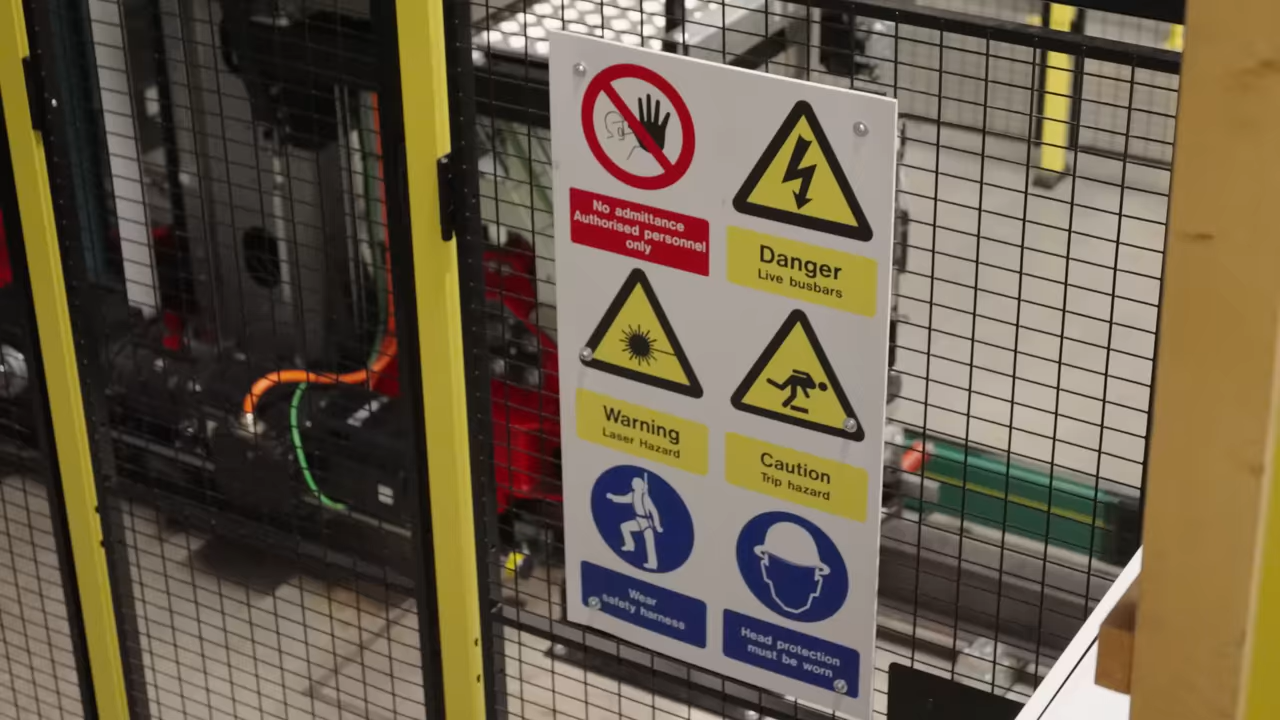 No admittance
Authorised personnel
only
Danger
Live busbars
Warning
Laser Hazard
Caution
Trip hazard
Wear
safety harness
Head protection
must be worn